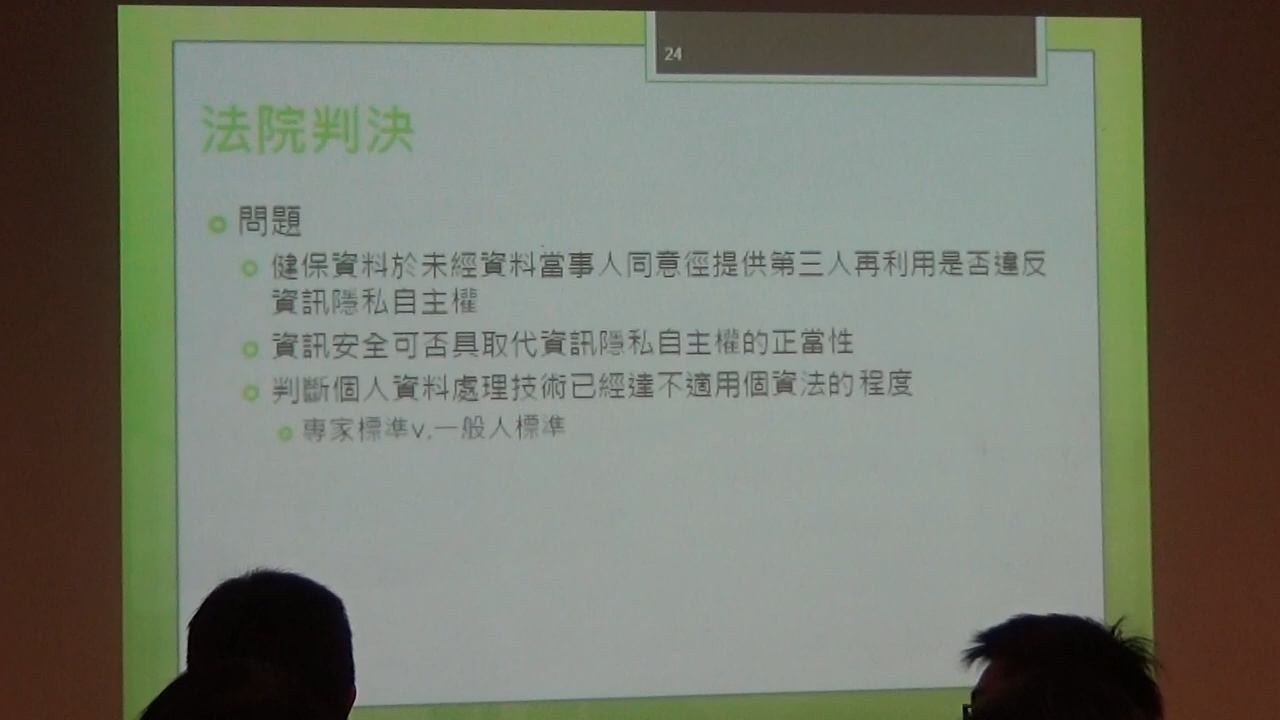 24
法院判決
問題
健保資料於未經資料當事人同意徑提供第三人再利用是否違反
資訊隱私自主權
資訊安全可否具取代資訊隱私自主權的正當性
判斷個人資料處理技術已經達不適用個資法的程度
專家標準v.一般人標準